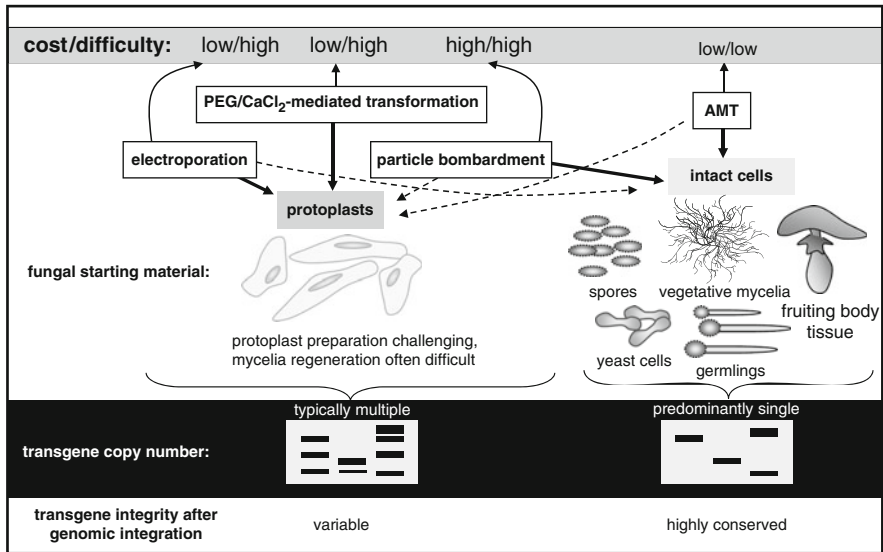 cost/difficulty: low/high low/high high/high low/low
PEG/CaCl2-mediated transformation
AMT
electroporation
particle bombardment
intact cells
protoplasts
fungal starting material:
spores
vegetative mycelia
fruiting body
tissue
yeast cells
germlings
protoplast preparation challenging,
mycelia regeneration often difficult
typically multiple
predominantly single
transgene copy number:
transgene integrity after
genomic integration
variable
highly conserved